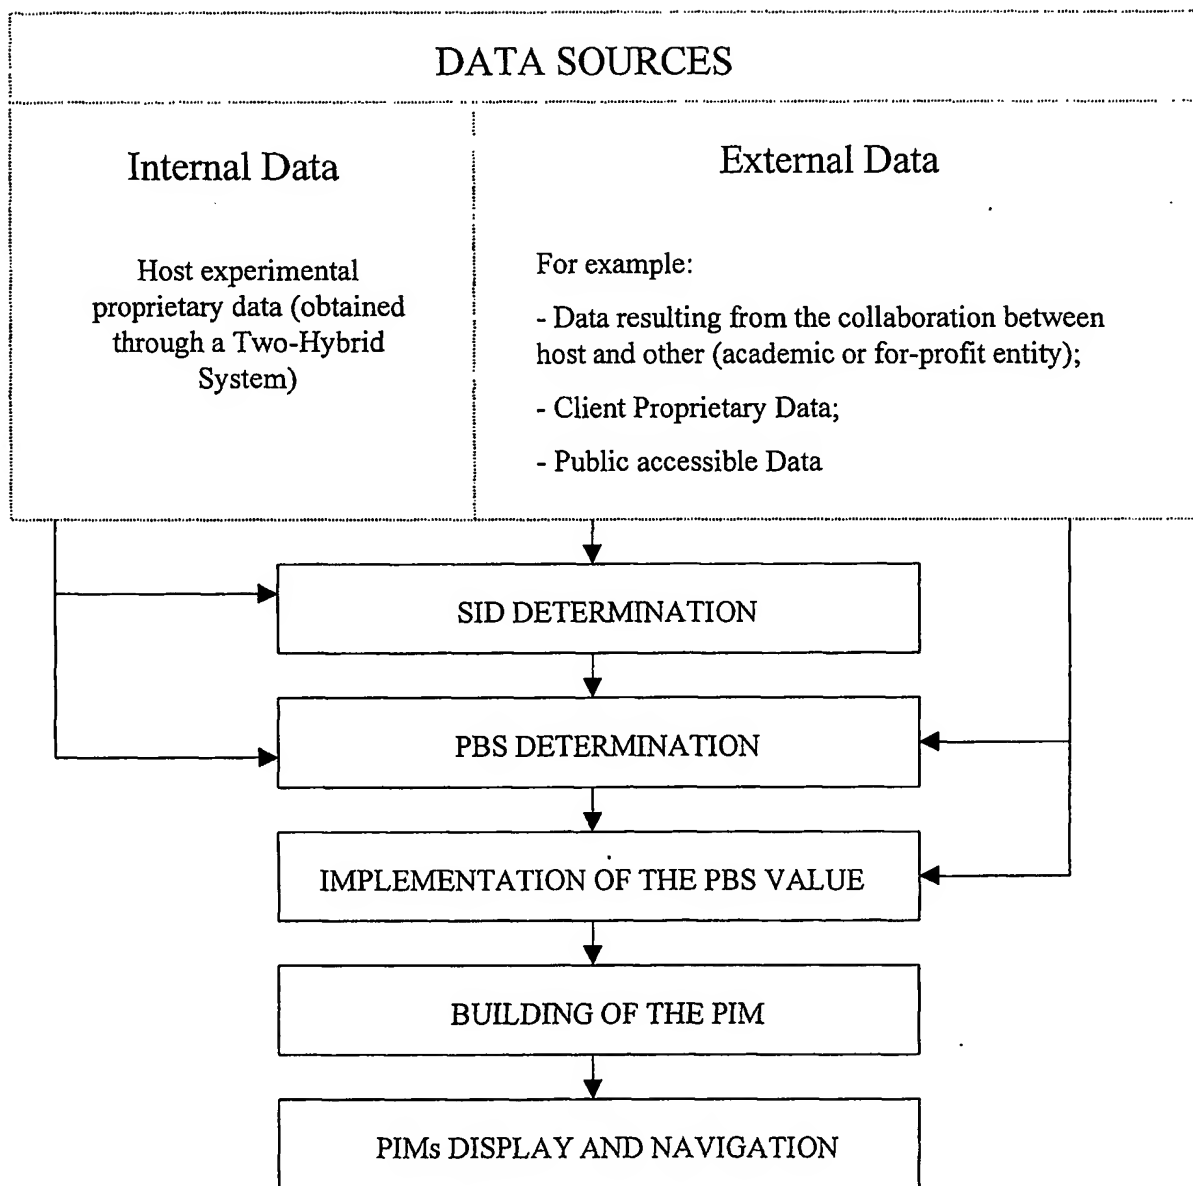 DATA SOURCES
Internal Data
Host experimental
proprietary data (obtained
through a Two-Hybrid
System)
External Data
For example:
- Data resulting from the collaboration between
host and other (academic or for-profit entity);
- Client Proprietary Data;
- Public accessible Data
SID DETERMINATION
PBS DETERMINATION
IMPLEMENTATION OF THE PBS VALUE
BUILDING OF THE PIM
PIMs DISPLAY AND NAVIGATION